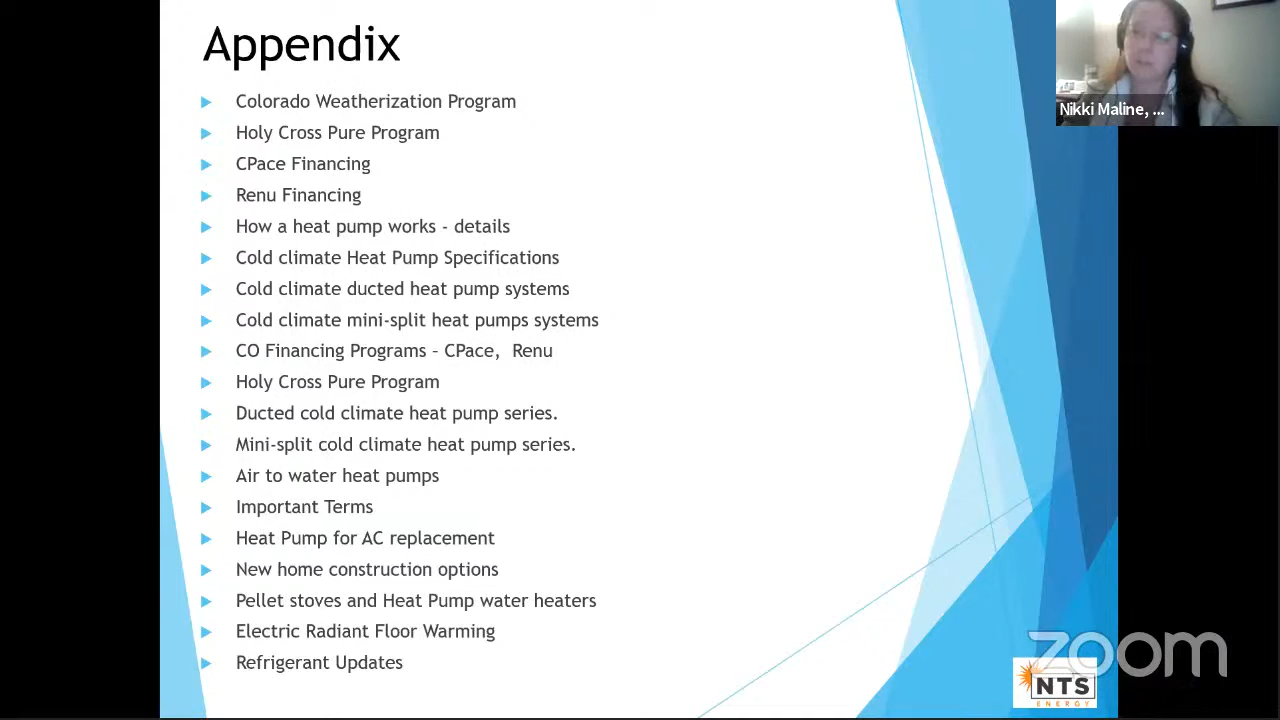 Appendix
Colorado Weatherization Program
Holy Cross Pure Program
CPace Financing
Renu Financing
How a heat pump works - details
Cold climate Heat Pump Specifications
Cold climate ducted heat pump systems
Cold climate mini-split heat pumps systems
CO Financing Programs – CPace, Renu
Holy Cross Pure Program
Ducted cold climate heat pump series.
Mini-split cold climate heat pump series.
Air to water heat pumps
Important Terms
Heat Pump for AC replacement
New home construction options
Pellet stoves and Heat Pump water heaters
Electric Radiant Floor Warming
Refrigerant Updates
Nikki Maline, ...
zoom
NTS
ENERGY